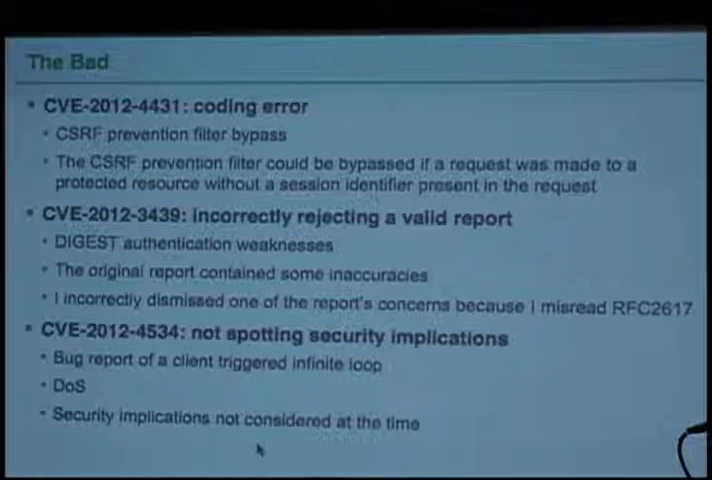 The Bad
CVE-2012-4431: coding error
CSRF prevention filter bypass
The CSRF prevention filter could be bypassed if a request was made to a
protected resource without a session identifier present in the request
CVE-2012-3439: incorrectly rejecting a valid report
DIGEST authentication weaknesses
The original report contained some inaccuracies
I incorrectly dismissed one of the report's concerns because I misread RFC2617
CVE-2012-4534: not spotting security implications
Bug report of a client triggered infinite loop
DoS
Security implications not considered at the time